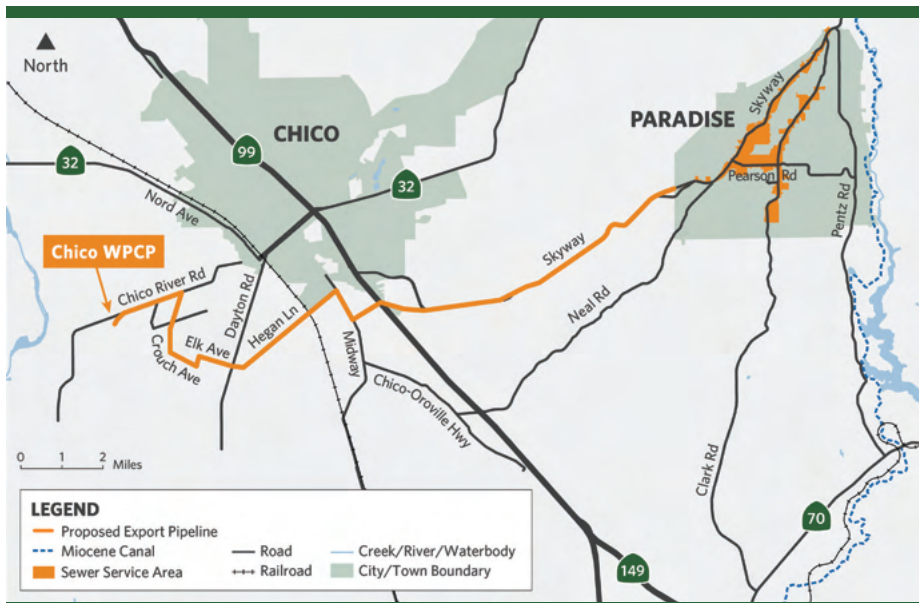 North
CHICO
PARADISE
99
32
32
Nord Ave
Skyway
Pearson Rd
Pentz Rd
Chico WPCP
Chico River Rd
Dayton Rd
Hegan Ln
Elk Ave
Crouch Ave
Midway
Skyway
Neal Rd
Chico-Oroville Hwy
Clark Rd
70
149
0 1 2 Miles
LEGEND
Proposed Export Pipeline
Miocene Canal
Sewer Service Area
Road
Railroad
Creek/River/Waterbody
City/Town Boundary